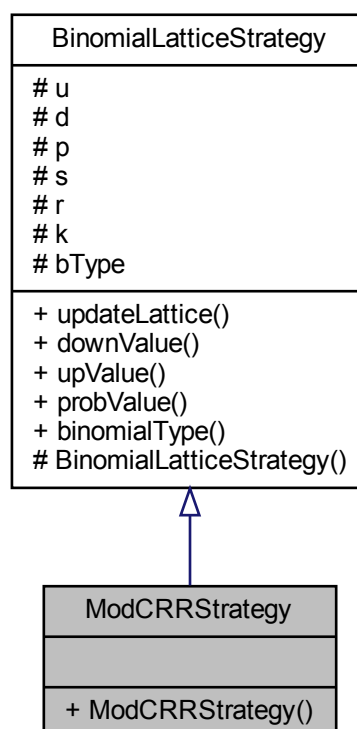 BinomialLatticeStrategy
# u
# d
# p
# s
# r
# k
# bType
+ updateLattice()
+ downValue()
+ upValue()
+ probValue()
+ binomialType()
# BinomialLatticeStrategy()
ModCRRStrategy
+ ModCRRStrategy()